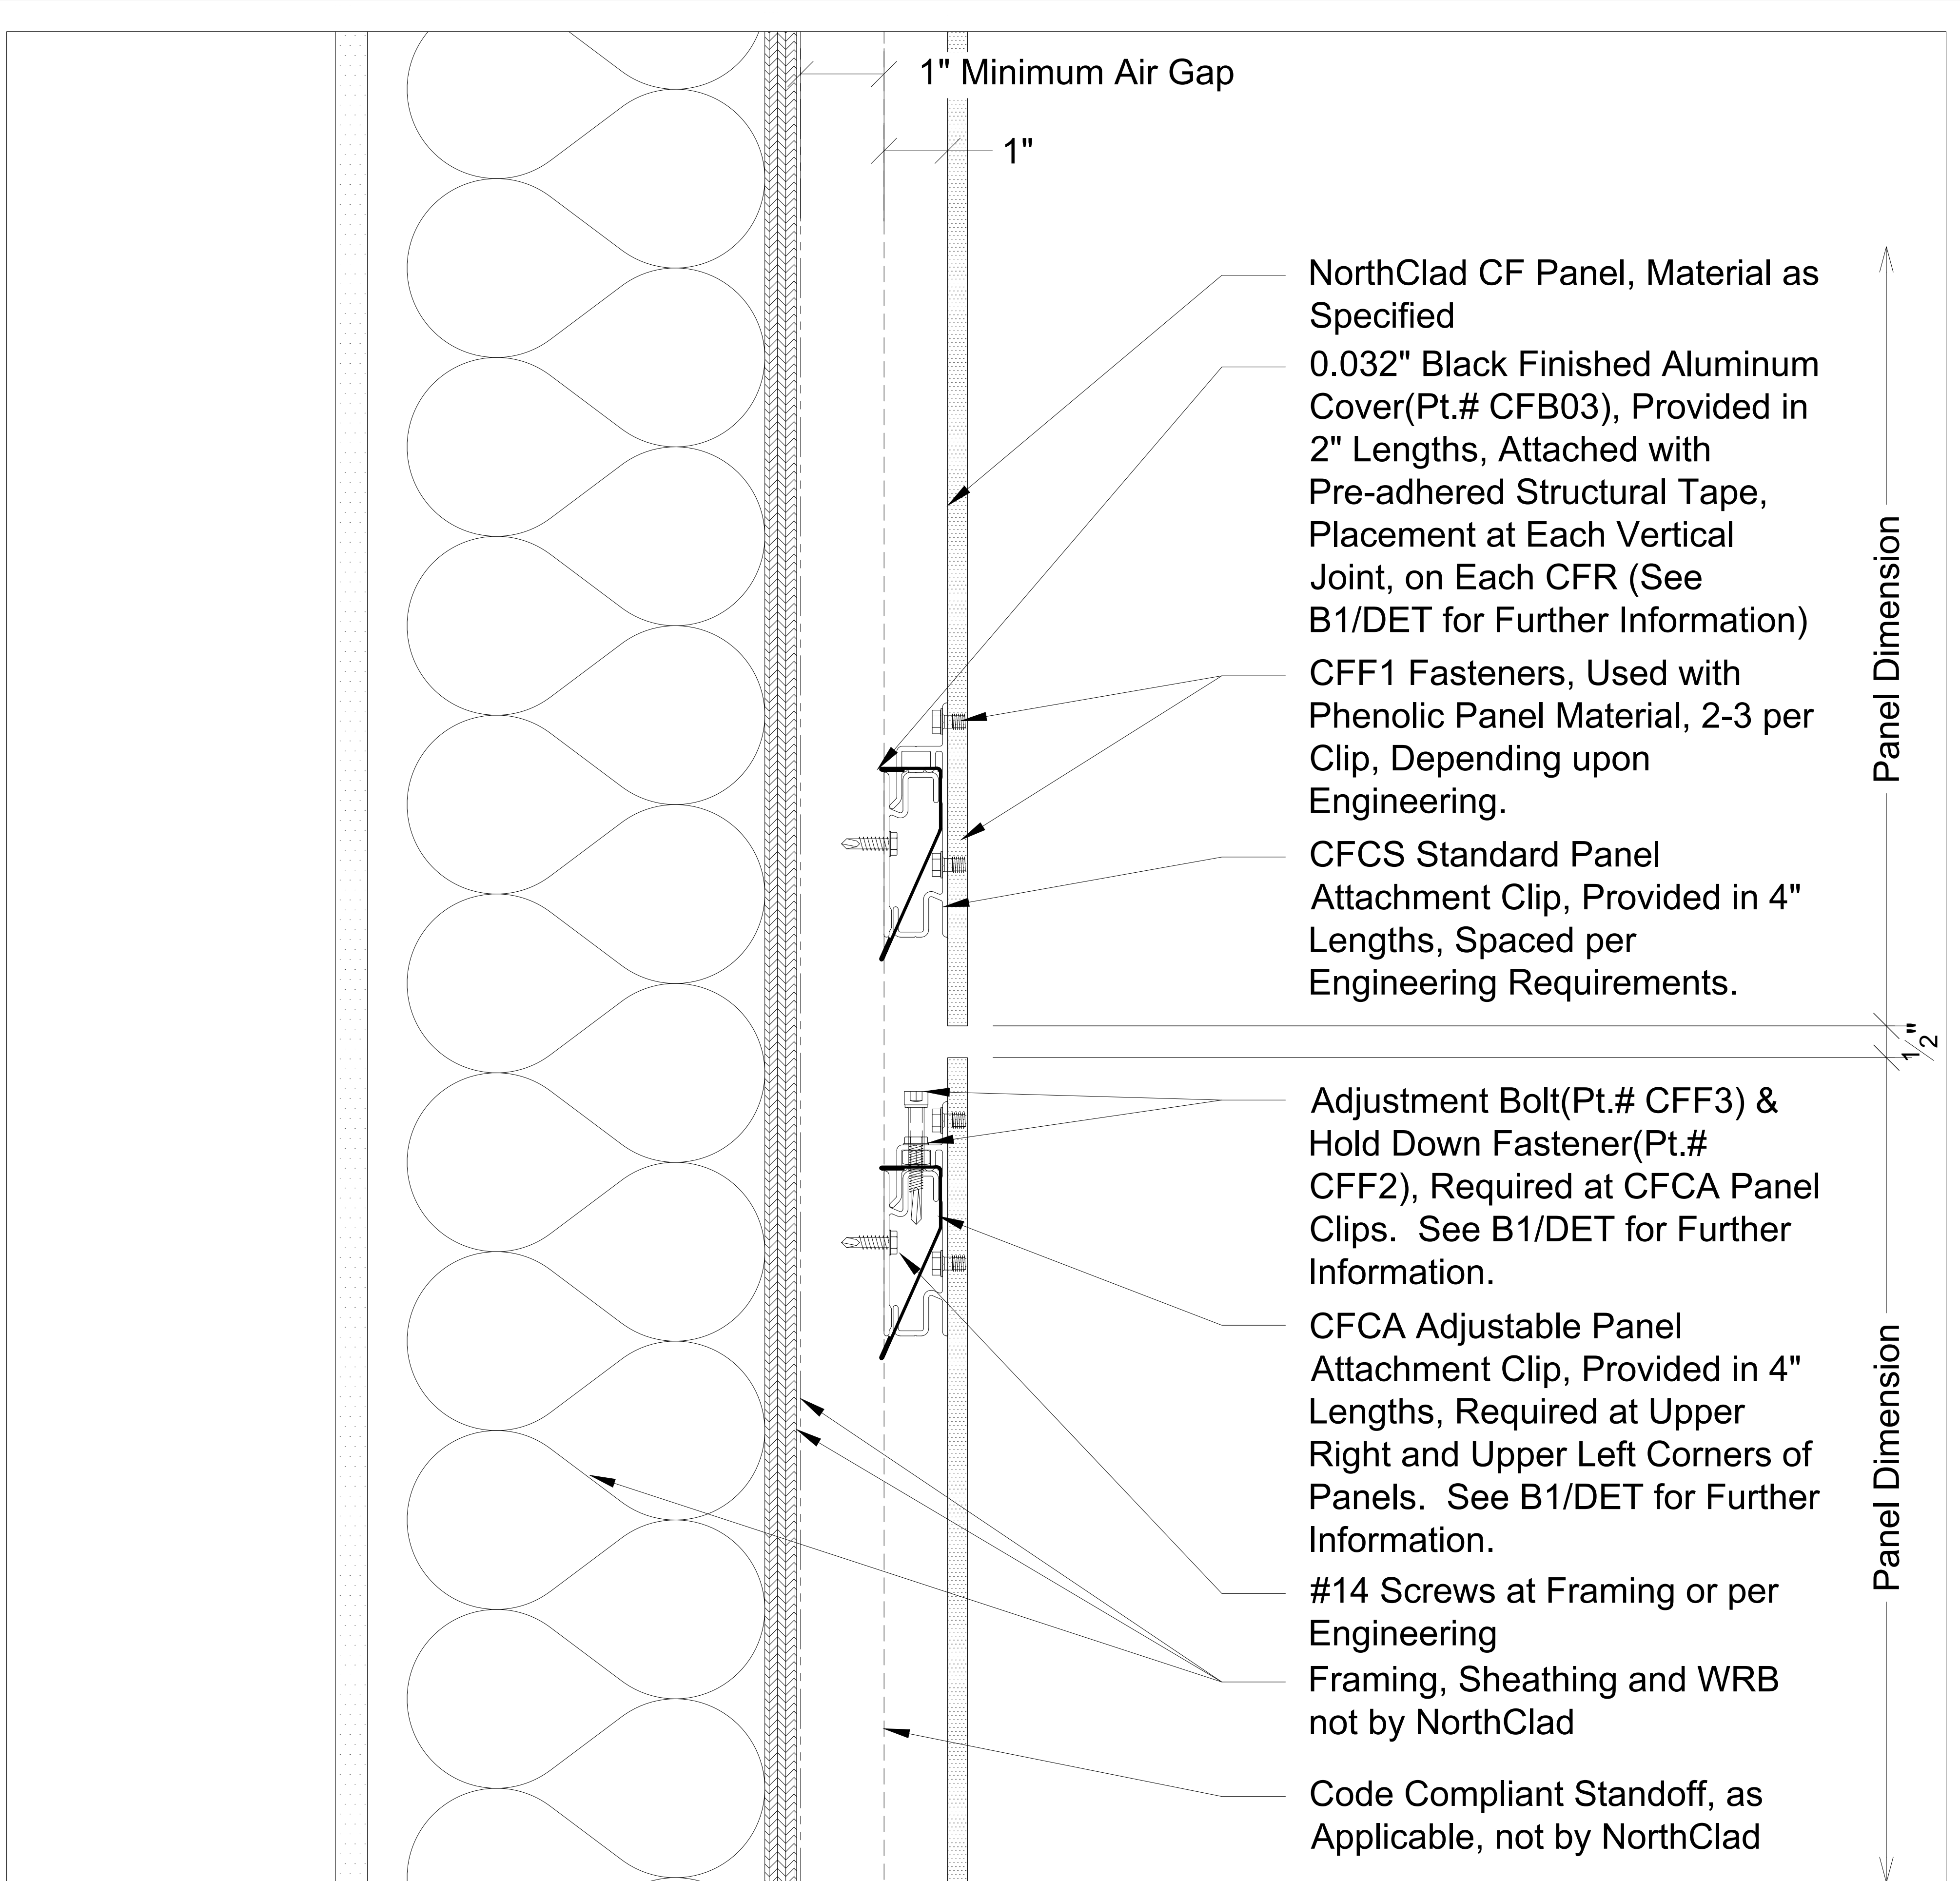 1" Minimum Air Gap
1"
NorthClad CF Panel, Material as
Specified
0.032" Black Finished Aluminum
Cover(Pt.# CFB03), Provided in
2" Lengths, Attached with
Pre-adhered Structural Tape,
Placement at Each Vertical
Joint, on Each CFR (See
B1/DET for Further Information)
CFF1 Fasteners, Used with
Phenolic Panel Material, 2-3 per
Clip, Depending upon
Engineering.
CFCS Standard Panel
Attachment Clip, Provided in 4"
Lengths, Spaced per
Engineering Requirements.
Panel Dimension
1/2"
Adjustment Bolt(Pt.# CFF3) &
Hold Down Fastener(Pt.#
CFF2), Required at CFCA Panel
Clips.  See B1/DET for Further
Information.
CFCA Adjustable Panel
Attachment Clip, Provided in 4"
Lengths, Required at Upper
Right and Upper Left Corners of
Panels.  See B1/DET for Further
Information.
#14 Screws at Framing or per
Engineering
Framing, Sheathing and WRB
not by NorthClad
Code Compliant Standoff, as
Applicable, not by NorthClad
Panel Dimension